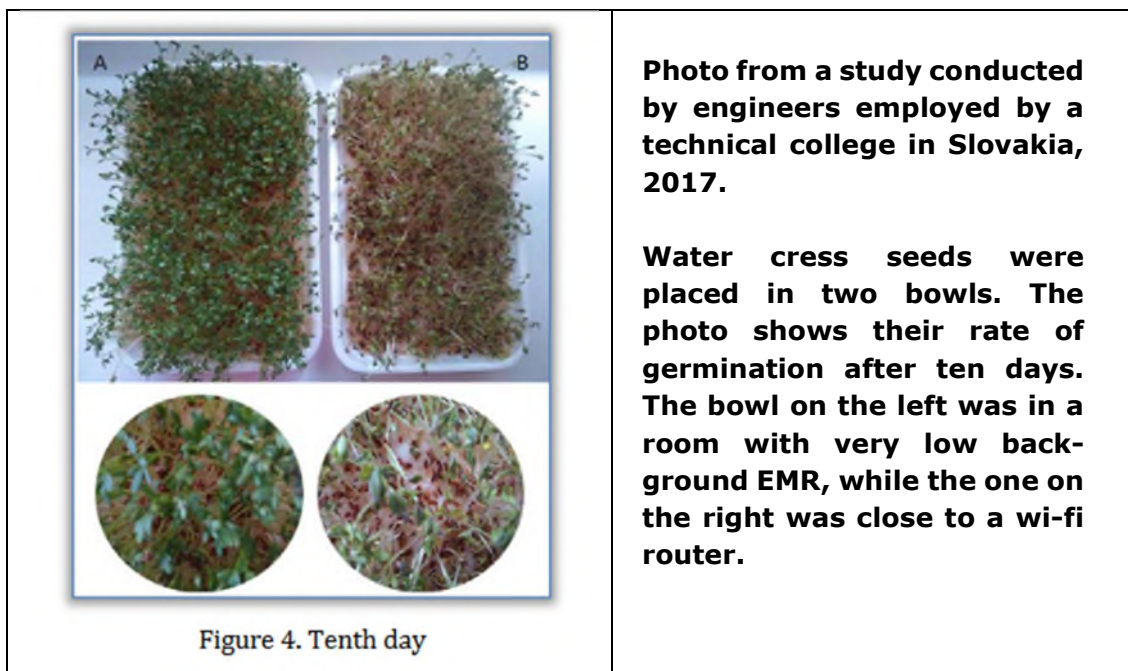 A
B
Figure 4. Tenth day
Photo from a study conducted
by engineers employed by a
technical college in Slovakia,
2017.
Water cress seeds were
placed in two bowls. The
photo shows their rate of
germination after ten days.
The bowl on the left was in a
room with very low back-
ground EMR, while the one on
the right was close to a wi-fi
router.